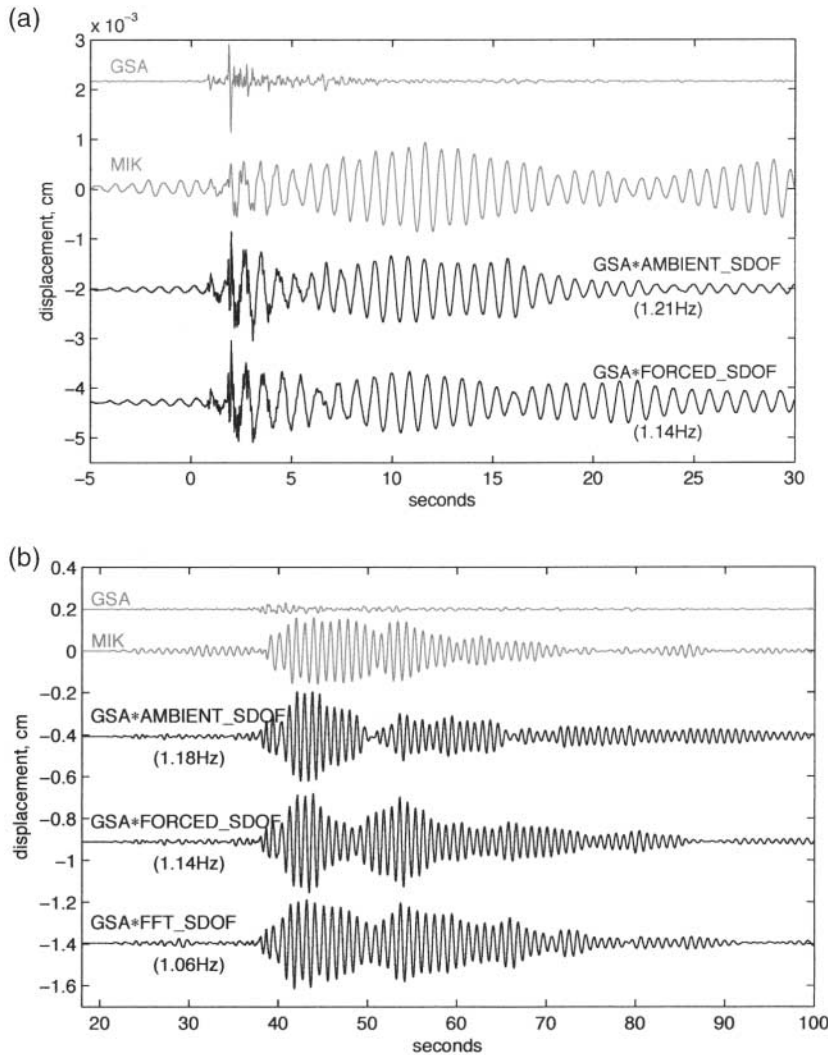 (a)
x 10⁻³
3
2
1
0
-1
-2
-3
-4
-5
displacement, cm
GSA
MIK
GSA*AMBIENT_SDOF
(1.21Hz)
GSA*FORCED_SDOF
(1.14Hz)
-5 0 5 10 15 20 25 30
seconds
(b)
0.4
0.2
0
-0.2
-0.4
-0.6
-0.8
-1
-1.2
-1.4
-1.6
displacement, cm
GSA
MIK
GSA*AMBIENT_SDOF
(1.18Hz)
GSA*FORCED_SDOF
(1.14Hz)
GSA*FFT_SDOF
(1.06Hz)
20 30 40 50 60 70 80 90 100
seconds